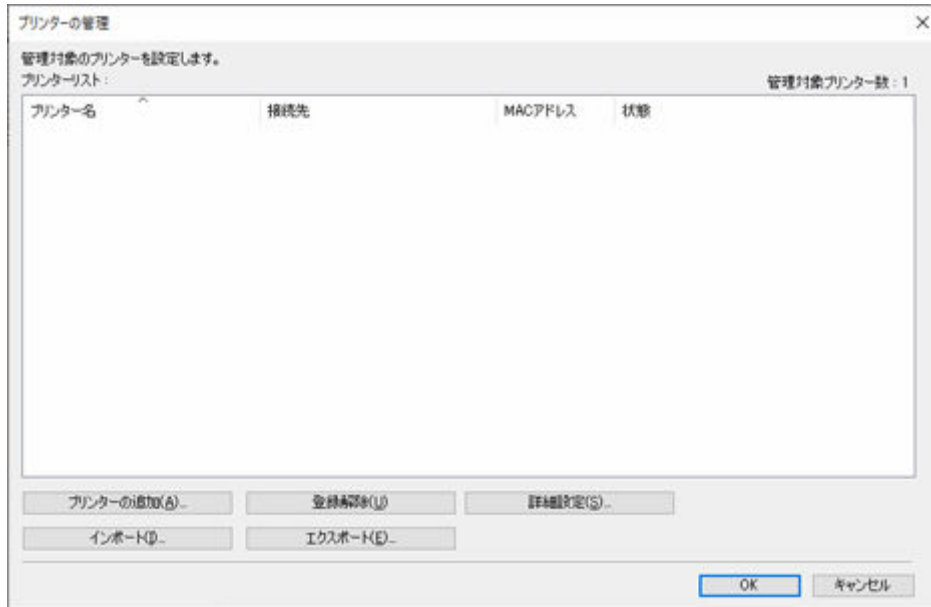 プリンターの管理
管理対象のプリンターを設定します。
プリンターリスト:
管理対象プリンター数:1
プリンター名 接続先 MACアドレス 状態
プリンターの追加(A)... 登録解除(U) 詳細設定(S)...
インポート(I)... エクスポート(E)...
OK キャンセル